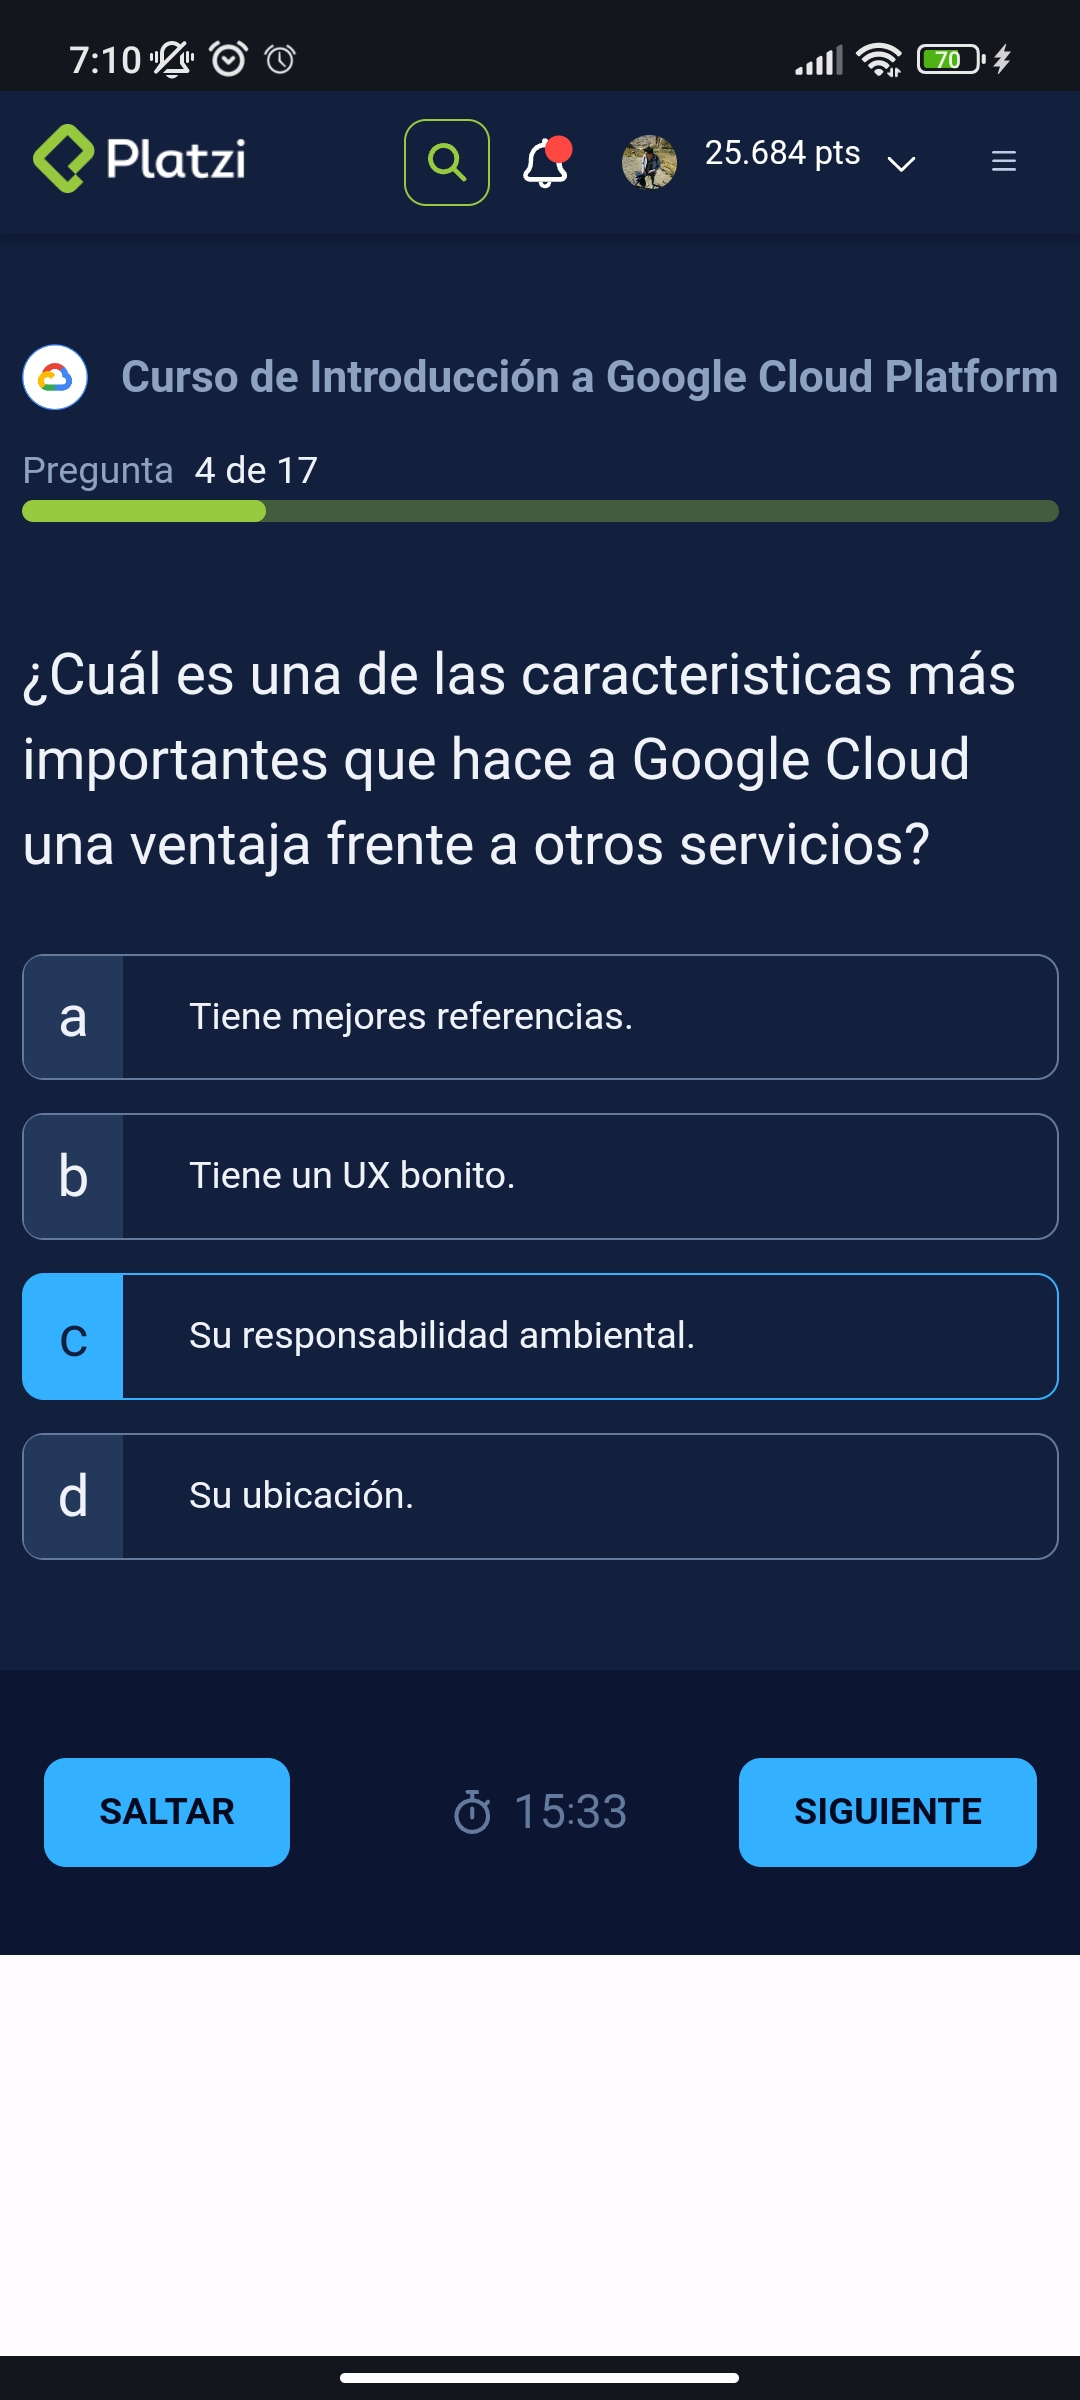 7:10
70
Platzi
25.684 pts
Curso de Introducción a Google Cloud Platform
Pregunta 4 de 17
¿Cuál es una de las caracteristicas más
importantes que hace a Google Cloud
una ventaja frente a otros servicios?
a Tiene mejores referencias.
b Tiene un UX bonito.
c Su responsabilidad ambiental.
d Su ubicación.
SALTAR
15:33
SIGUIENTE